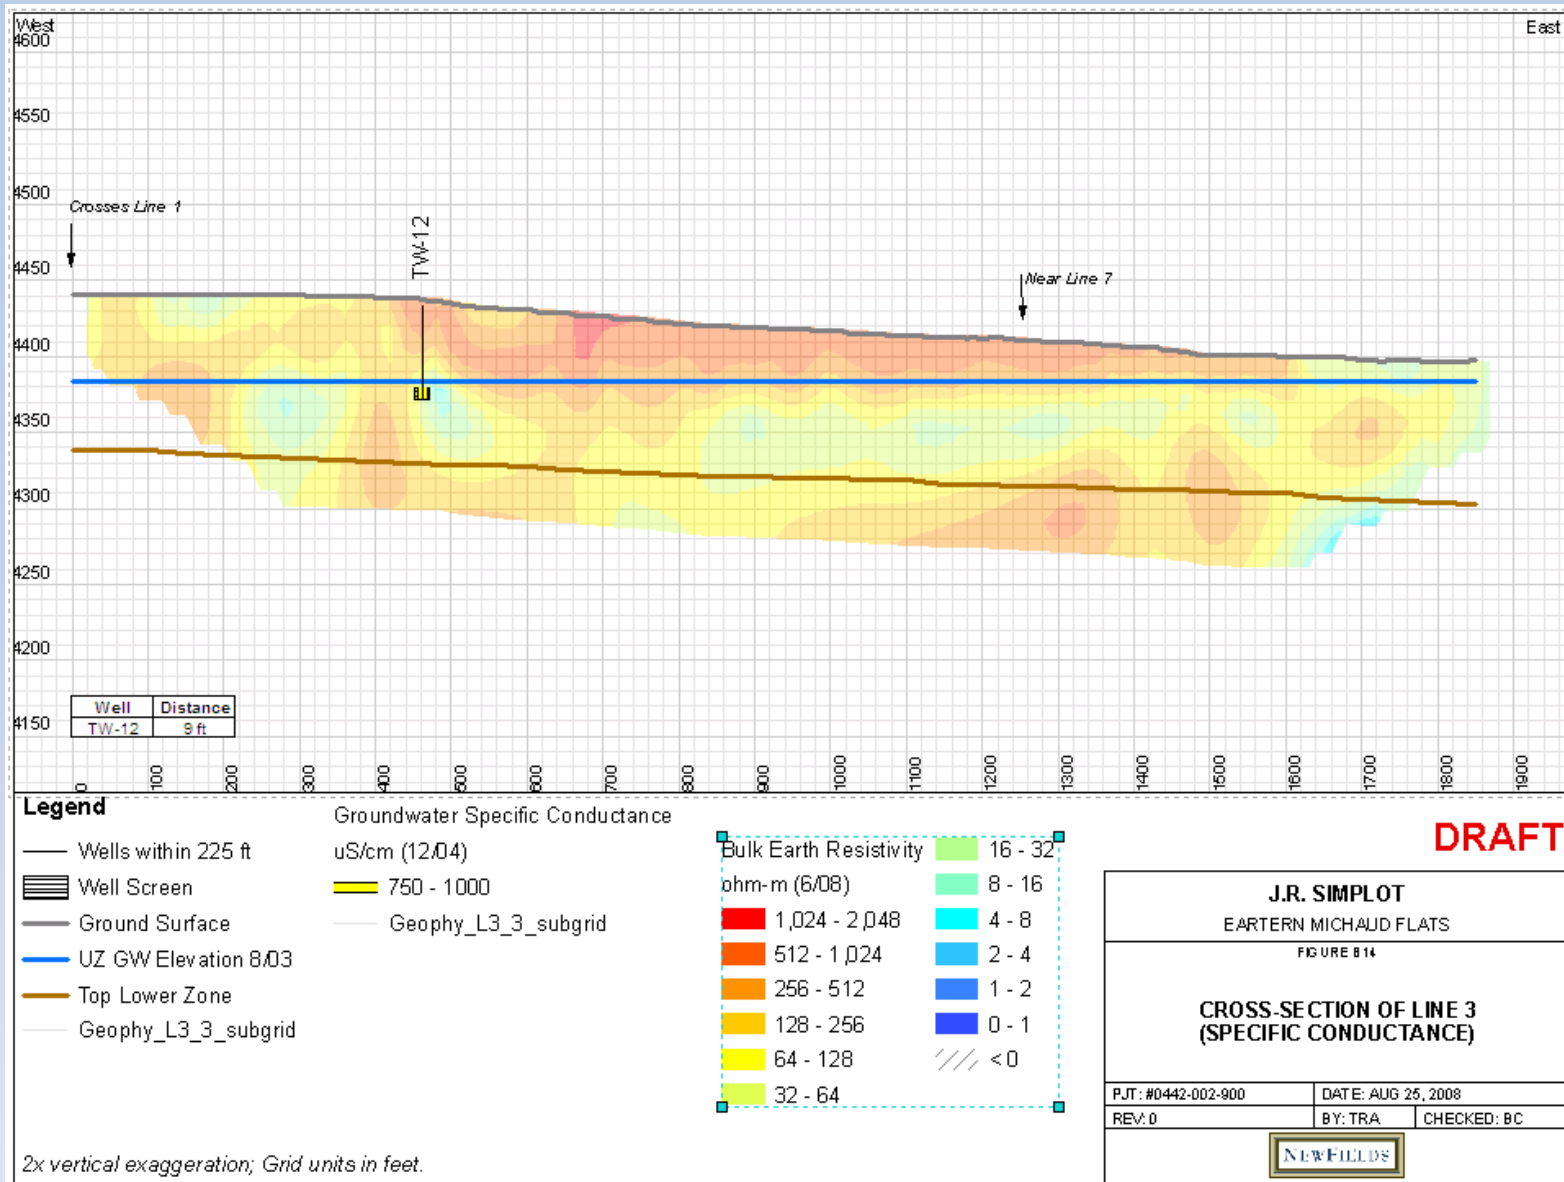 West
East
4600
4550
4500
Crosses Line 1
TW-12
4450
Near Line 7
4400
4350
4300
4250
4200
Well Distance
TW-12 9 ft
4150
0 100 200 300 400 500 600 700 800 900 1000 1100 1200 1300 1400 1500 1600 1700 1800 1900
Legend
Wells within 225 ft
Well Screen
Ground Surface
UZ GW Elevation 8/03
Top Lower Zone
Geophy_L3_3_subgrid
Groundwater Specific Conductance
uS/cm (12/04)
750 - 1000
Geophy_L3_3_subgrid
Bulk Earth Resistivity
ohm-m (6/08)
1,024 - 2,048
512 - 1,024
256 - 512
128 - 256
64 - 128
32 - 64
16 - 32
8 - 16
4 - 8
2 - 4
1 - 2
0 - 1
< 0
DRAFT
J.R. SIMPLOT
EARTERN MICHAUD FLATS
FIGURE B14
CROSS-SECTION OF LINE 3
(SPECIFIC CONDUCTANCE)
PJT: #0442-002-900 DATE: AUG 25, 2008
REV: 0 BY: TRA CHECKED: BC
NEWFIELDS
2x vertical exaggeration; Grid units in feet.